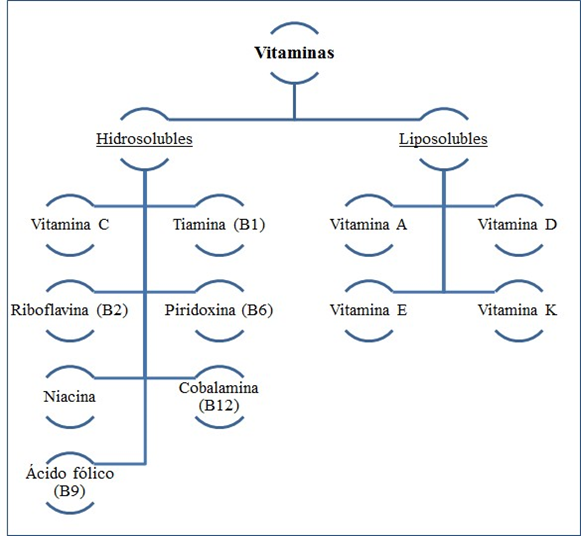 Vitaminas
Hidrosolubles
Liposolubles
Vitamina C
Tiamina (B1)
Vitamina A
Vitamina D
Riboflavina (B2)
Piridoxina (B6)
Vitamina E
Vitamina K
Niacina
Cobalamina
(B12)
Ácido fólico
(B9)